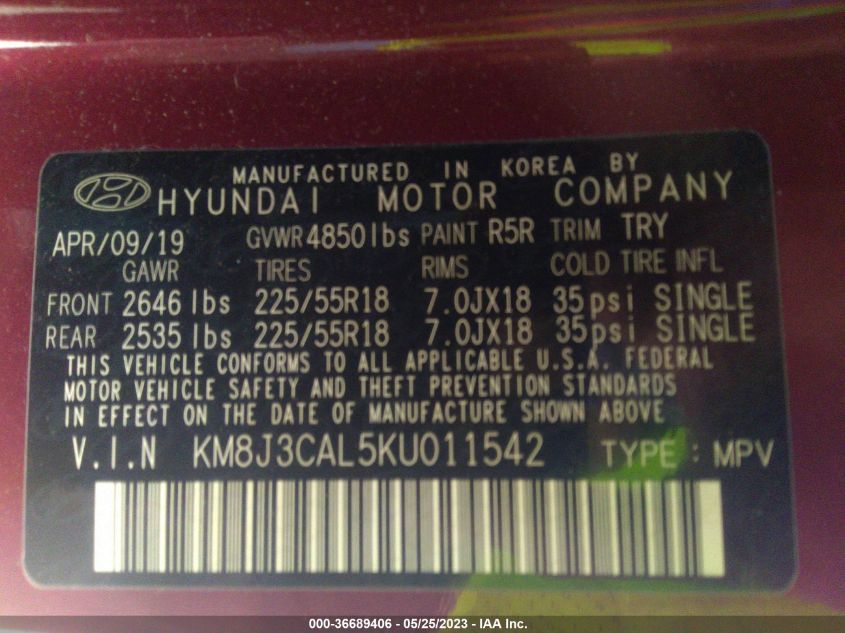 MANUFACTURED IN KOREA BY
HYUNDAI MOTOR COMPANY
APR/09/19 GVWR 4850lbs PAINT R5R TRIM TRY
GAWR TIRES RIMS COLD TIRE INFL
FRONT 2646 lbs 225/55R18 7.0JX18 35psi SINGLE
REAR 2535 lbs 225/55R18 7.0JX18 35psi SINGLE
THIS VEHICLE CONFORMS TO ALL APPLICABLE U.S.A. FEDERAL
MOTOR VEHICLE SAFETY AND THEFT PREVENTION STANDARDS
IN EFFECT ON THE DATE OF MANUFACTURE SHOWN ABOVE
V.I.N KM8J3CAL5KU011542 TYPE : MPV
000-36689406 - 05/25/2023 - IAA Inc.